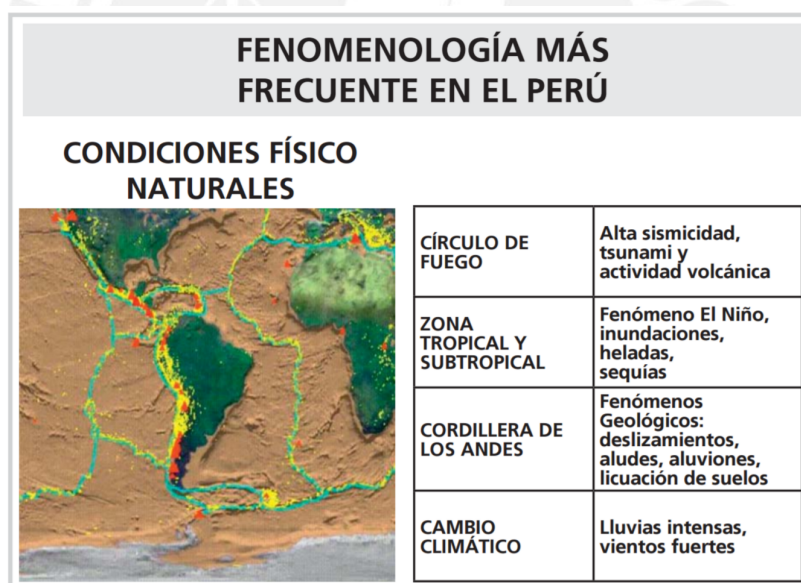 FENOMENOLOGÍA MÁS
FRECUENTE EN EL PERÚ
CONDICIONES FÍSICO
NATURALES
CÍRCULO DE
FUEGO
Alta sismicidad,
tsunami y
actividad volcánica
ZONA
TROPICAL Y
SUBTROPICAL
Fenómeno El Niño,
inundaciones,
heladas,
sequías
CORDILLERA DE
LOS ANDES
Fenómenos
Geológicos:
deslizamientos,
aludes, aluviones,
licuación de suelos
CAMBIO
CLIMÁTICO
Lluvias intensas,
vientos fuertes